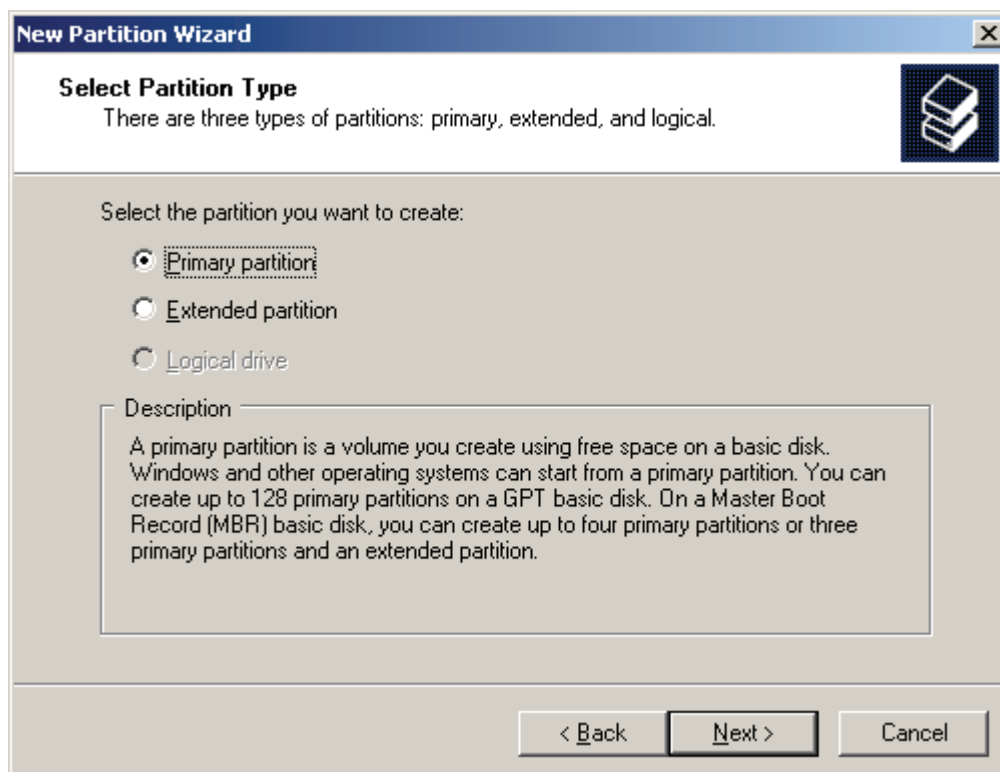 New Partition Wizard
Select Partition Type
There are three types of partitions: primary, extended, and logical.
Select the partition you want to create:
Primary partition
Extended partition
Logical drive
Description
A primary partition is a volume you create using free space on a basic disk.
Windows and other operating systems can start from a primary partition. You can
create up to 128 primary partitions on a GPT basic disk. On a Master Boot
Record (MBR) basic disk, you can create up to four primary partitions or three
primary partitions and an extended partition.
< Back Next > Cancel